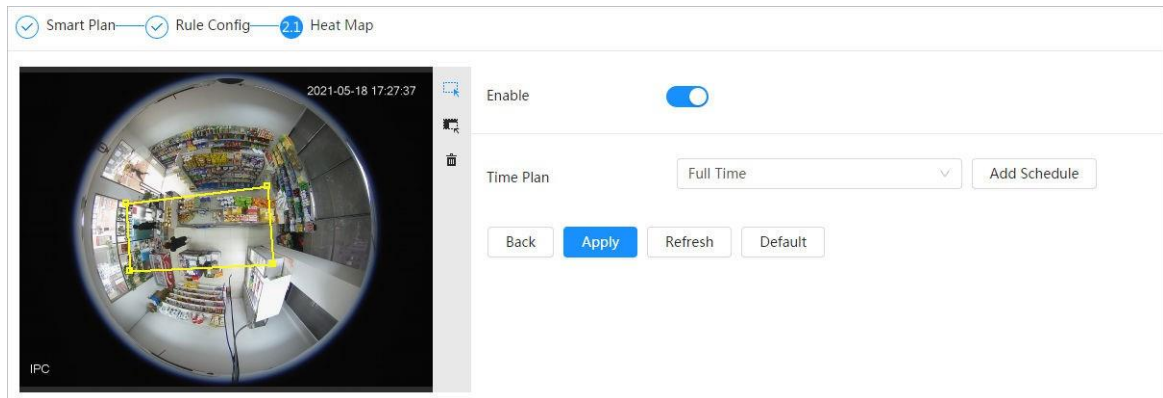 Smart Plan Rule Config 2.1 Heat Map
2021-05-18 17:27:37
Enable
Time Plan Full Time Add Schedule
Back Apply Refresh Default
IPC